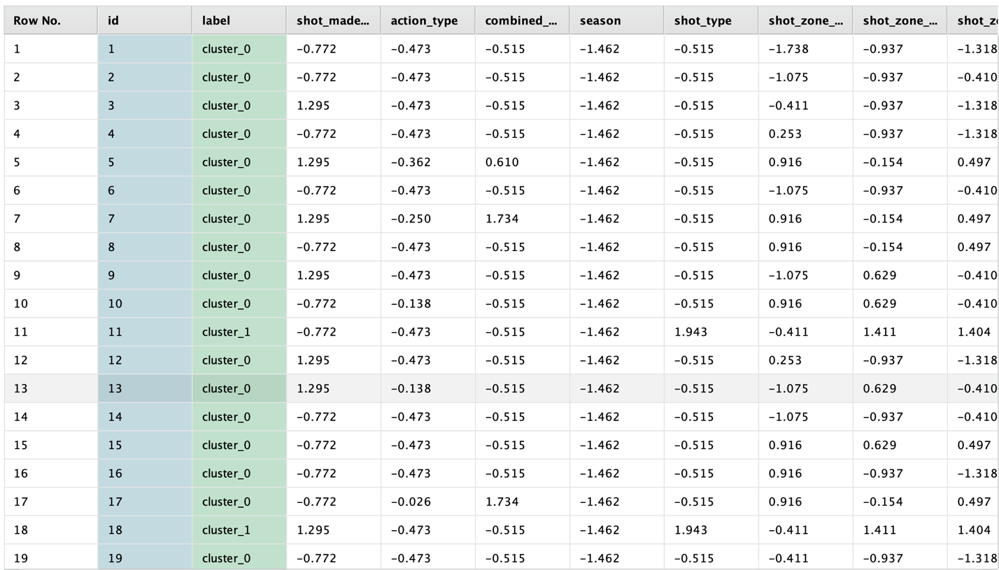 Row No. id label shot_made... action_type combined_... season shot_type shot_zone_... shot_zone_... shot_z
1 1 cluster_0 −0.772 −0.473 −0.515 −1.462 −0.515 −1.738 −0.937 −1.318
2 2 cluster_0 −0.772 −0.473 −0.515 −1.462 −0.515 −1.075 −0.937 −0.410
3 3 cluster_0 1.295 −0.473 −0.515 −1.462 −0.515 −0.411 −0.937 −1.318
4 4 cluster_0 −0.772 −0.473 −0.515 −1.462 −0.515 0.253 −0.937 −1.318
5 5 cluster_0 1.295 −0.362 0.610 −1.462 −0.515 0.916 −0.154 0.497
6 6 cluster_0 −0.772 −0.473 −0.515 −1.462 −0.515 −1.075 −0.937 −0.410
7 7 cluster_0 1.295 −0.250 1.734 −1.462 −0.515 0.916 −0.154 0.497
8 8 cluster_0 −0.772 −0.473 −0.515 −1.462 −0.515 0.916 −0.154 0.497
9 9 cluster_0 1.295 −0.473 −0.515 −1.462 −0.515 −1.075 0.629 −0.410
10 10 cluster_0 −0.772 −0.138 −0.515 −1.462 −0.515 0.916 0.629 −0.410
11 11 cluster_1 −0.772 −0.473 −0.515 −1.462 1.943 −0.411 1.411 1.404
12 12 cluster_0 1.295 −0.473 −0.515 −1.462 −0.515 0.253 −0.937 −1.318
13 13 cluster_0 1.295 −0.138 −0.515 −1.462 −0.515 −1.075 0.629 −0.410
14 14 cluster_0 −0.772 −0.473 −0.515 −1.462 −0.515 −1.075 −0.937 −0.410
15 15 cluster_0 −0.772 −0.473 −0.515 −1.462 −0.515 0.916 0.629 0.497
16 16 cluster_0 −0.772 −0.473 −0.515 −1.462 −0.515 0.916 −0.937 −1.318
17 17 cluster_0 −0.772 −0.026 1.734 −1.462 −0.515 0.916 −0.154 0.497
18 18 cluster_1 1.295 −0.473 −0.515 −1.462 1.943 −0.411 1.411 1.404
19 19 cluster_0 −0.772 −0.473 −0.515 −1.462 −0.515 −0.411 −0.937 −1.318